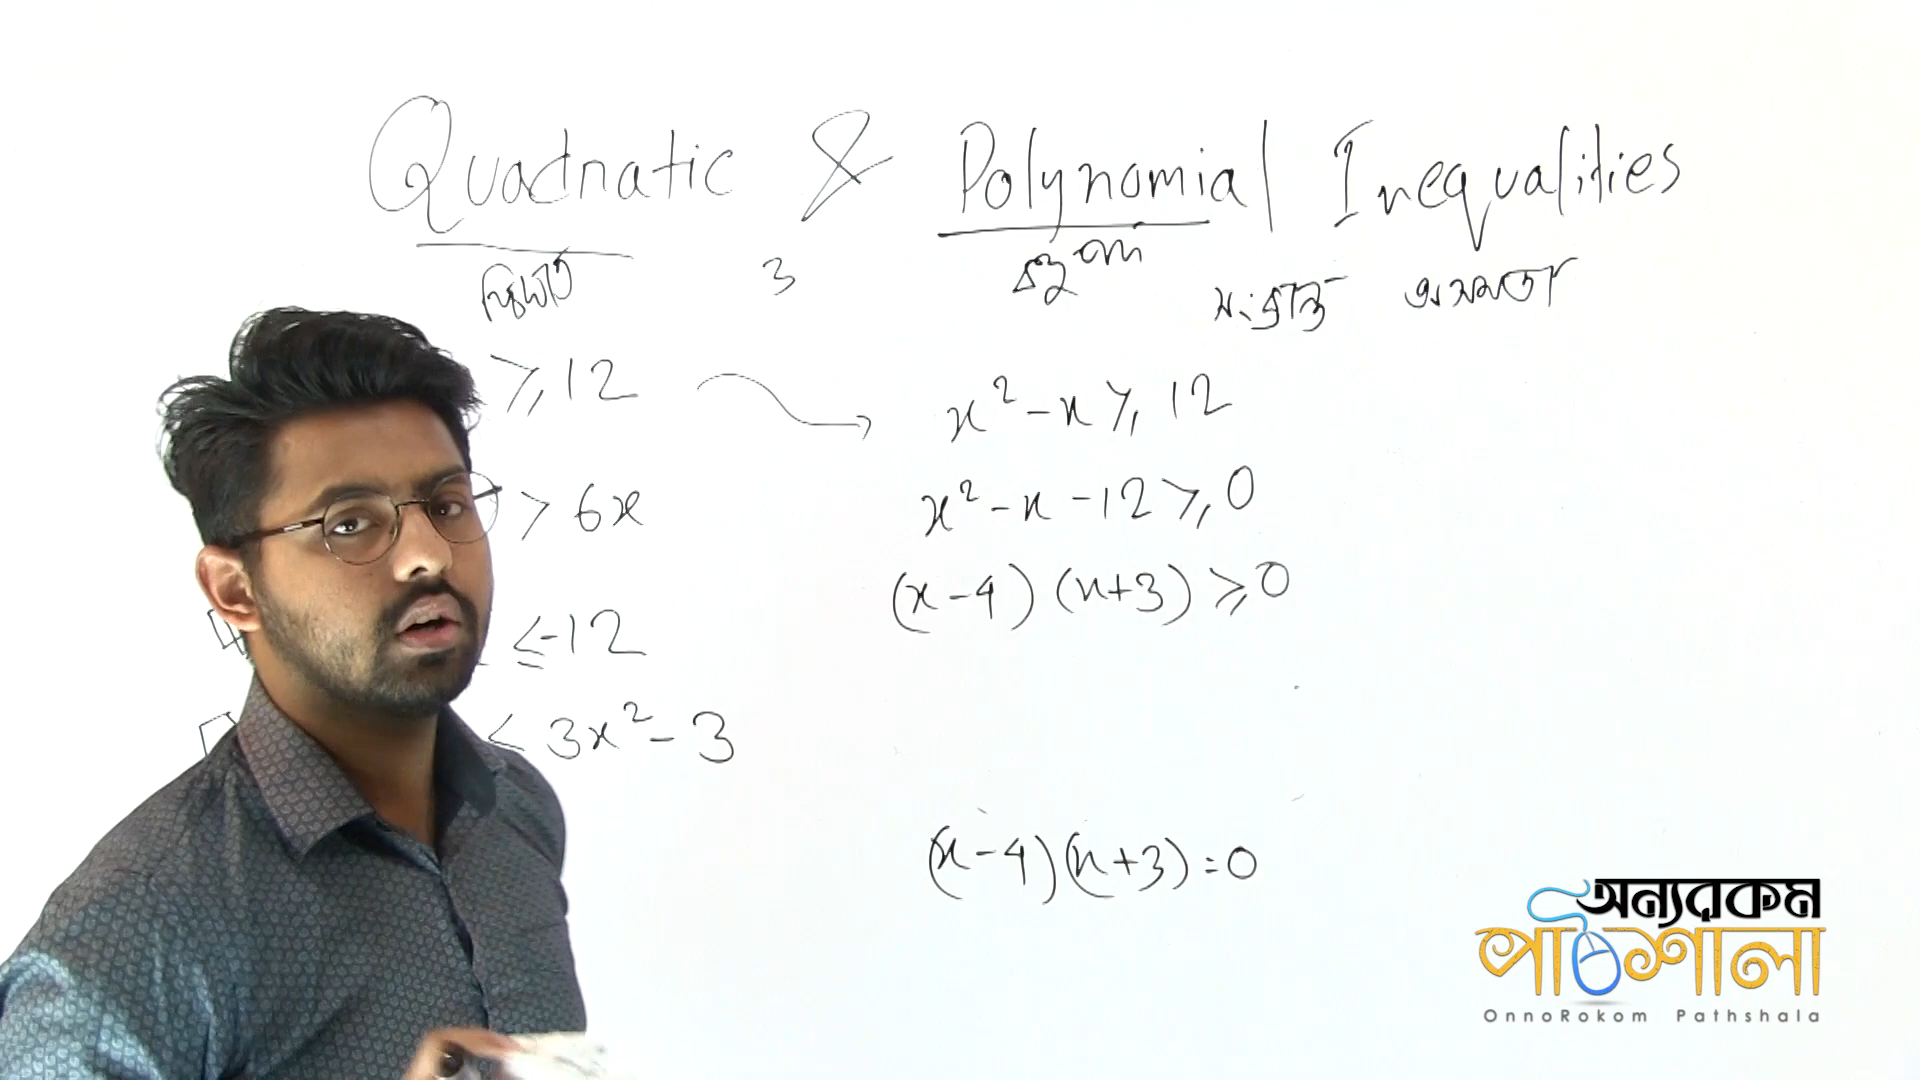 Quadratic & Polynomial Inequalities
দ্বিঘাত ও বহুপদী সংক্রান্ত অসমতা
≥ 12
x² - x ≥ 12
> 6x
x² - x - 12 ≥ 0
(x - 4) (x + 3) ≥ 0
≤ -12
< 3x² - 3
(x - 4)(x + 3) = 0
অন্যরকম
পাঠশালা
OnnoRokom Pathshala